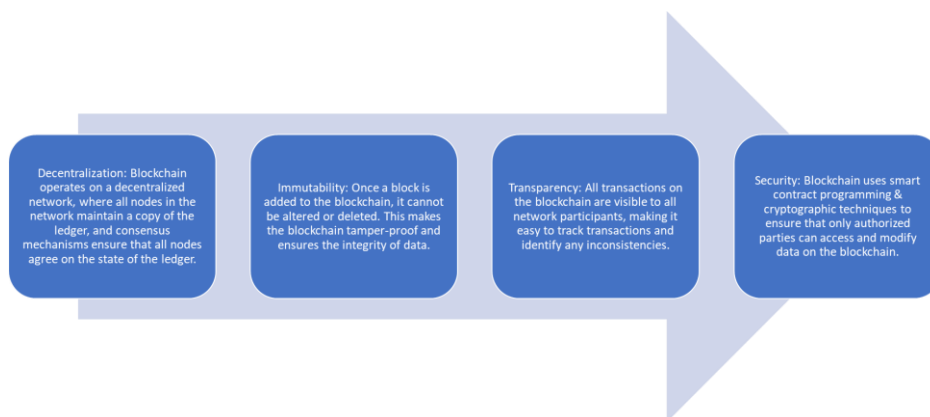 Decentralization: Blockchain
operates on a decentralized
network, where all nodes in the
network maintain a copy of the
ledger, and consensus
mechanisms ensure that all nodes
agree on the state of the ledger.
Immutability: Once a block is
added to the blockchain, it cannot
be altered or deleted. This makes
the blockchain tamper-proof and
ensures the integrity of data.
Transparency: All transactions on
the blockchain are visible to all
network participants, making it
easy to track transactions and
identify any inconsistencies.
Security: Blockchain uses smart
contract programming &
cryptographic techniques to
ensure that only authorized
parties can access and modify
data on the blockchain.